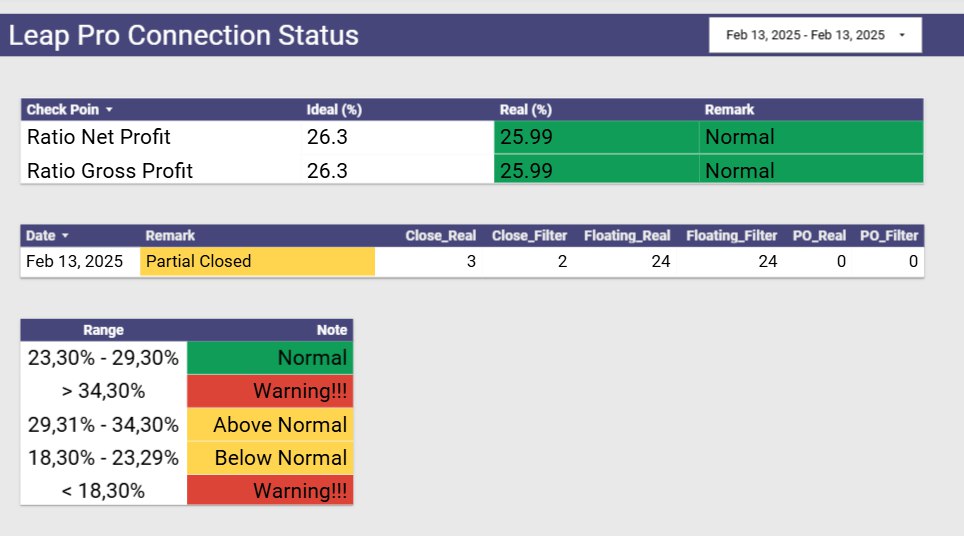 Leap Pro Connection Status
Feb 13, 2025 - Feb 13, 2025
Check Poin Ideal (%) Real (%) Remark
Ratio Net Profit 26.3 25.99 Normal
Ratio Gross Profit 26.3 25.99 Normal
Date Remark Close_Real Close_Filter Floating_Real Floating_Filter PO_Real PO_Filter
Feb 13, 2025 Partial Closed 3 2 24 24 0 0
Range Note
23,30% - 29,30% Normal
> 34,30% Warning!!!
29,31% - 34,30% Above Normal
18,30% - 23,29% Below Normal
< 18,30% Warning!!!